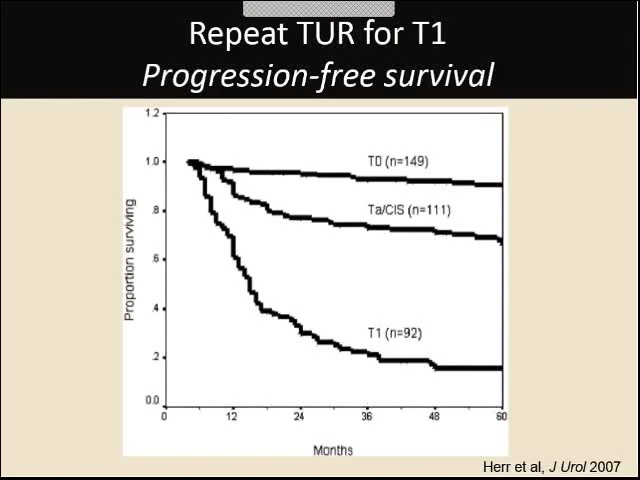 Repeat TUR for T1
Progression-free survival
Proportion surviving
1.2
1.0
.8
.6
.4
.2
0.0
T0 (n=149)
Ta/CIS (n=111)
T1 (n=92)
0 12 24 36 48 60
Months
Herr et al, J Urol 2007